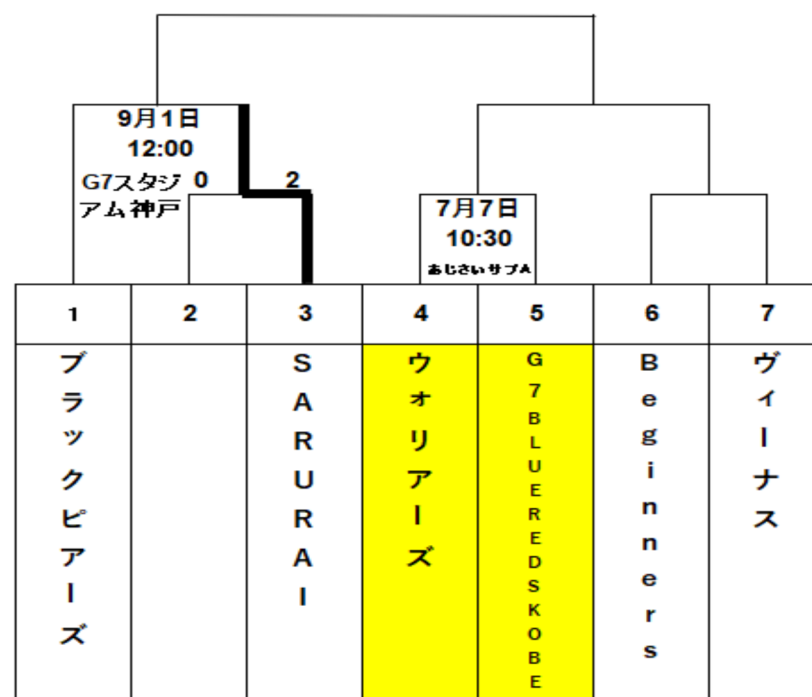 9月1日
12:00
G7スタジ
アム神戸
0
2
7月7日
10:30
あじさいサブA
1
2
3
4
5
6
7
ブラックピアーズ
SARURAI
ウォリアーズ
G7BLUEREDSKOBE
Beginners
ヴィーナス